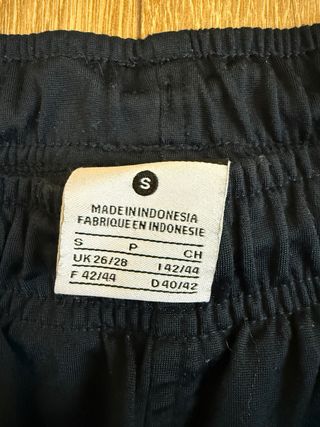 S
MADE IN INDONESIA
FABRIQUE EN INDONESIE
S P CH
UK 26/28 I 42/44
F 42/44 D 40/42